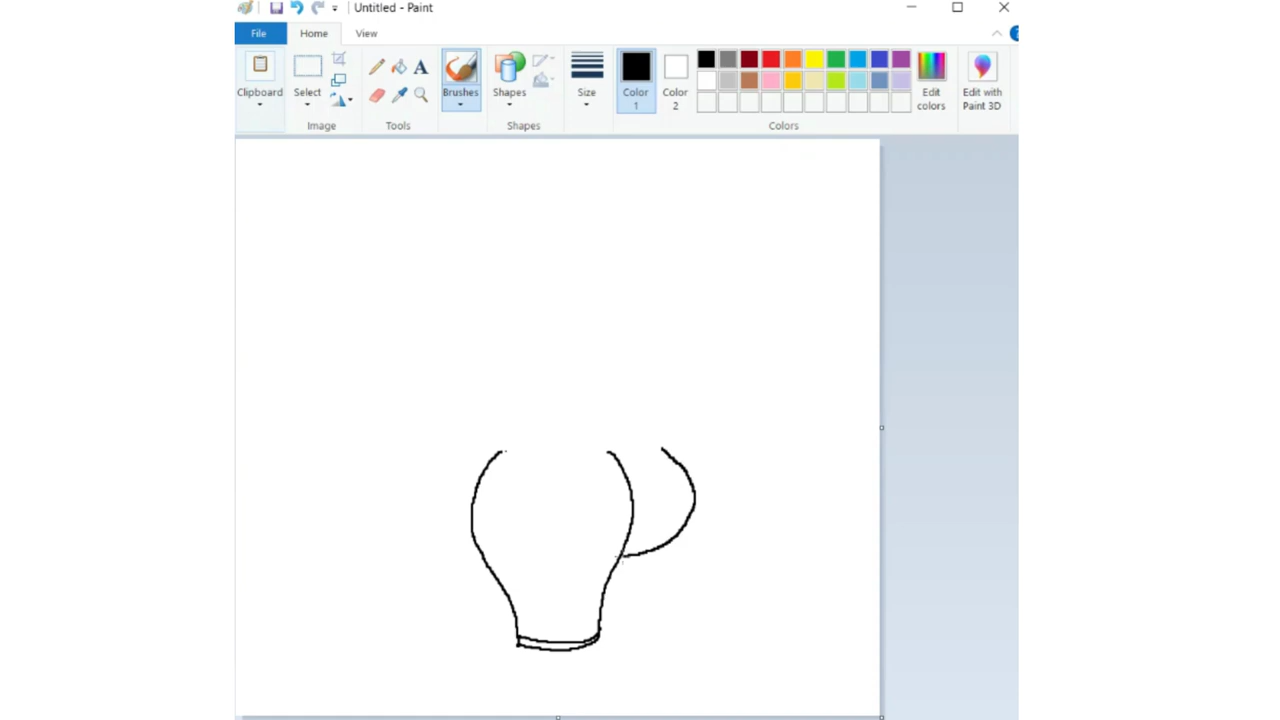 Untitled - Paint
File Home View
Clipboard Select Brushes Shapes Size Color 1 Color 2 Edit colors Edit with Paint 3D
A
Image Tools Shapes Colors